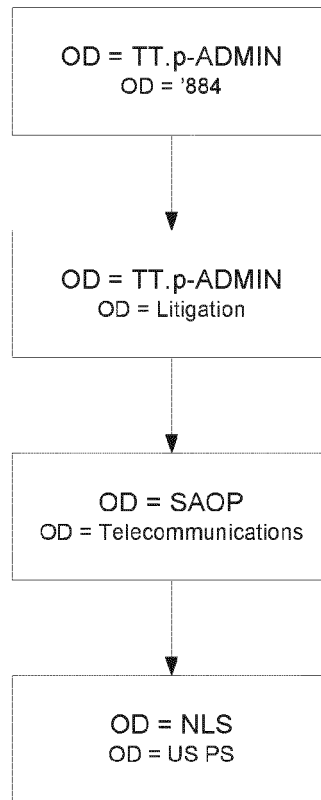 OD = TT.p-ADMIN
OD = '884
OD = TT.p-ADMIN
OD = Litigation
OD = SAOP
OD = Telecommunications
OD = NLS
OD = US PS